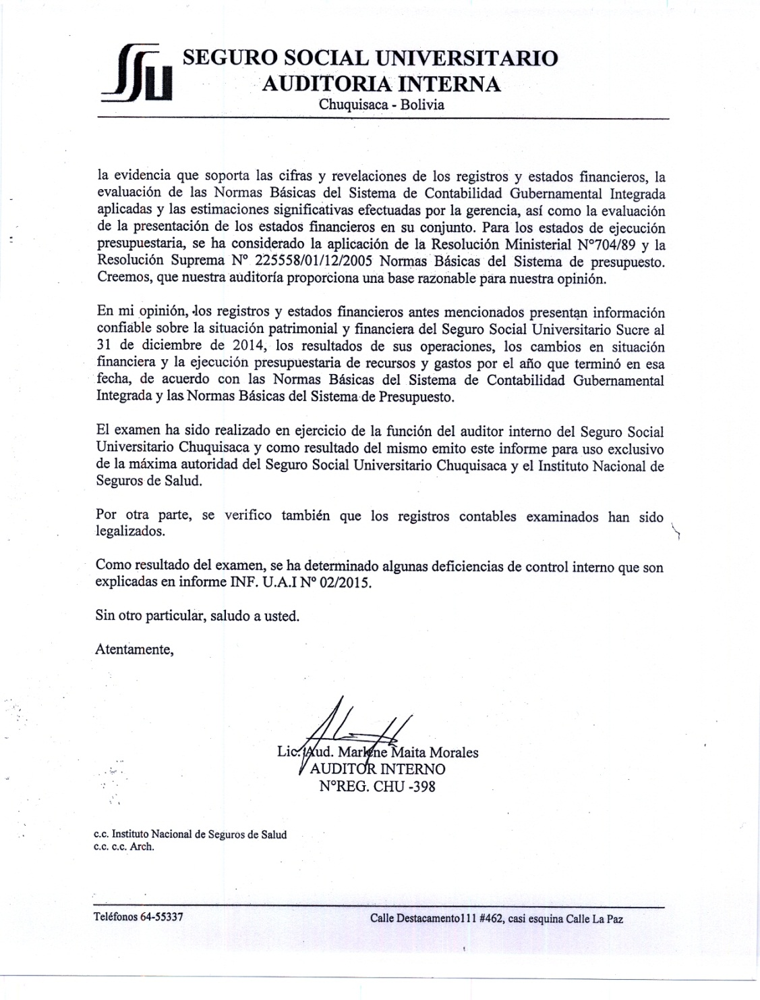 SSU
SEGURO SOCIAL UNIVERSITARIO
AUDITORIA INTERNA
Chuquisaca - Bolivia
la evidencia que soporta las cifras y revelaciones de los registros y estados financieros, la
evaluación de las Normas Básicas del Sistema de Contabilidad Gubernamental Integrada
aplicadas y las estimaciones significativas efectuadas por la gerencia, así como la evaluación
de la presentación de los estados financieros en su conjunto. Para los estados de ejecución
presupuestaria, se ha considerado la aplicación de la Resolución Ministerial N°704/89 y la
Resolución Suprema N° 225558/01/12/2005 Normas Básicas del Sistema de presupuesto.
Creemos, que nuestra auditoría proporciona una base razonable para nuestra opinión.
En mi opinión, los registros y estados financieros antes mencionados presentan información
confiable sobre la situación patrimonial y financiera del Seguro Social Universitario Sucre al
31 de diciembre de 2014, los resultados de sus operaciones, los cambios en situación
financiera y la ejecución presupuestaria de recursos y gastos por el año que terminó en esa
fecha, de acuerdo con las Normas Básicas del Sistema de Contabilidad Gubernamental
Integrada y las Normas Básicas del Sistema de Presupuesto.
El examen ha sido realizado en ejercicio de la función del auditor interno del Seguro Social
Universitario Chuquisaca y como resultado del mismo emito este informe para uso exclusivo
de la máxima autoridad del Seguro Social Universitario Chuquisaca y el Instituto Nacional de
Seguros de Salud.
Por otra parte, se verifico también que los registros contables examinados han sido
legalizados.
Como resultado del examen, se ha determinado algunas deficiencias de control interno que son
explicadas en informe INF. U.A.I Nº 02/2015.
Sin otro particular, saludo a usted.
Atentamente,
Lic. Aud. Marlene Maita Morales
AUDITOR INTERNO
N°REG. CHU -398
c.c. Instituto Nacional de Seguros de Salud
c.c. c.c. Arch.
Teléfonos 64-55337
Calle Destacamento111 #462, casi esquina Calle La Paz